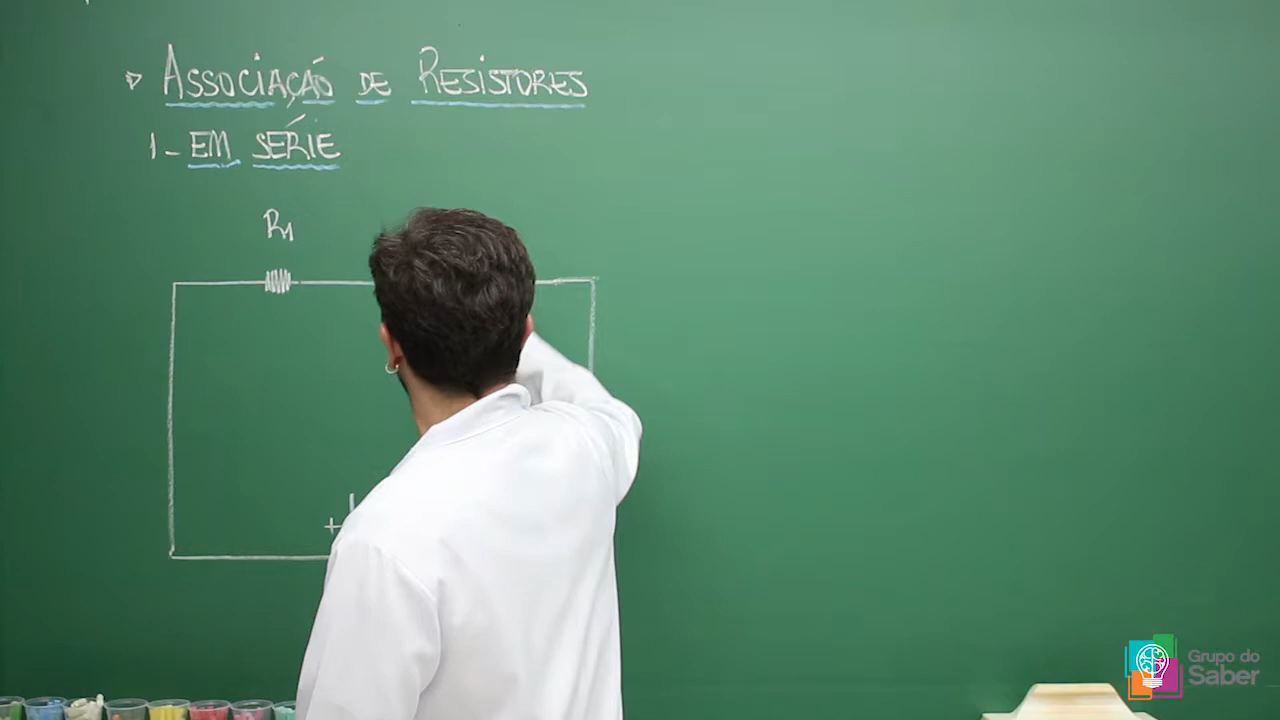 ASSOCIAÇÃO DE RESISTORES
1 - EM SÉRIE
R1
+
Grupo do
Saber